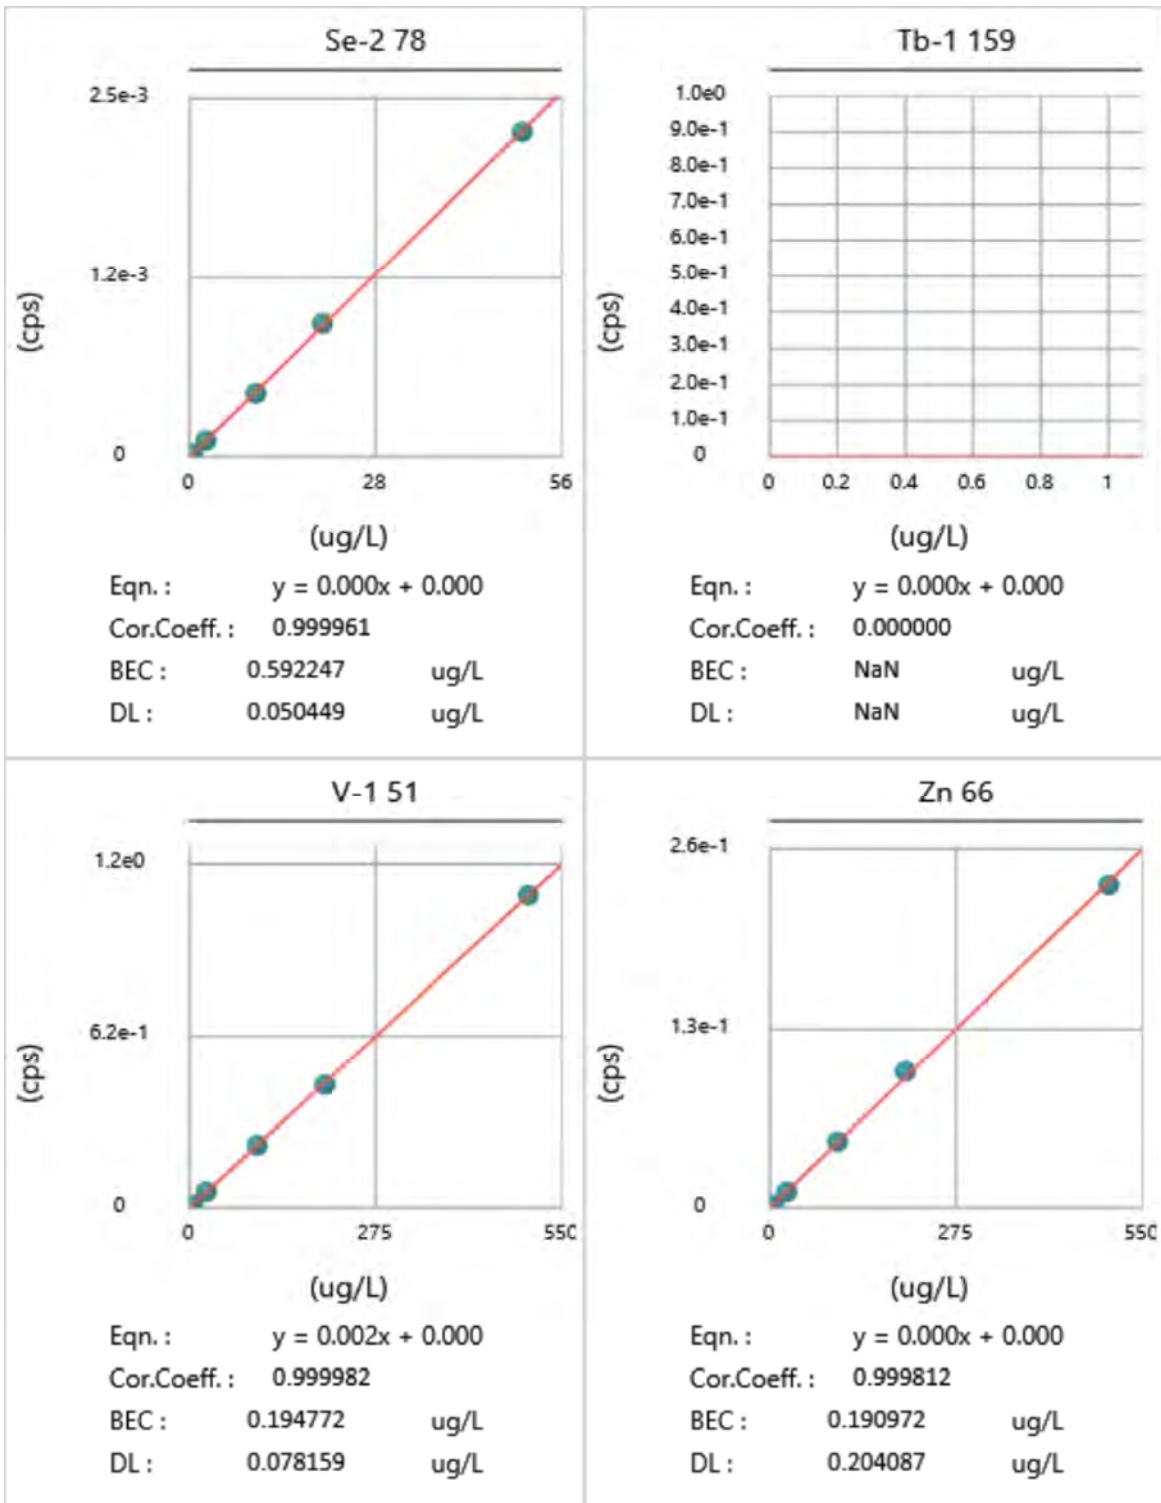 Se-2 78
2.5e-3
1.2e-3
0
(cps)
0 28 56
(ug/L)
Eqn. : y = 0.000x + 0.000
Cor.Coeff. : 0.999961
BEC : 0.592247 ug/L
DL : 0.050449 ug/L
Tb-1 159
1.0e0
9.0e-1
8.0e-1
7.0e-1
6.0e-1
5.0e-1
4.0e-1
3.0e-1
2.0e-1
1.0e-1
0
(cps)
0 0.2 0.4 0.6 0.8 1
(ug/L)
Eqn. : y = 0.000x + 0.000
Cor.Coeff. : 0.000000
BEC : NaN ug/L
DL : NaN ug/L
V-1 51
1.2e0
6.2e-1
0
(cps)
0 275 550
(ug/L)
Eqn. : y = 0.002x + 0.000
Cor.Coeff. : 0.999982
BEC : 0.194772 ug/L
DL : 0.078159 ug/L
Zn 66
2.6e-1
1.3e-1
0
(cps)
0 275 550
(ug/L)
Eqn. : y = 0.000x + 0.000
Cor.Coeff. : 0.999812
BEC : 0.190972 ug/L
DL : 0.204087 ug/L